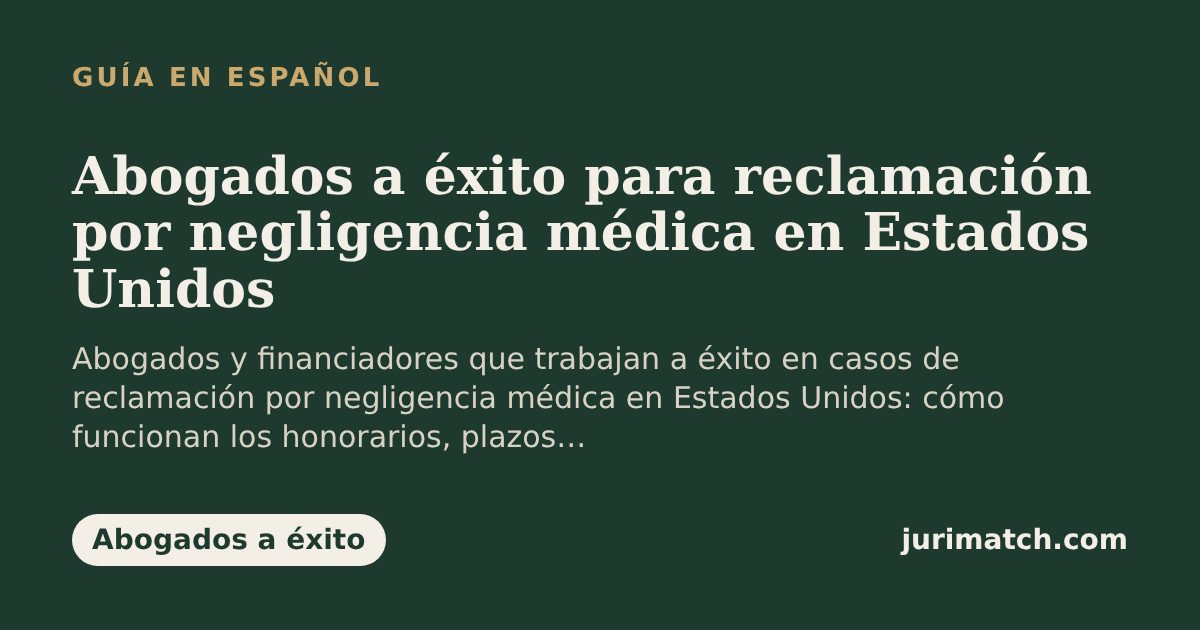 GUÍA EN ESPAÑOL
Abogados a éxito para reclamación
por negligencia médica en Estados
Unidos
Abogados y financiadores que trabajan a éxito en casos de
reclamación por negligencia médica en Estados Unidos: cómo
funcionan los honorarios, plazos…
Abogados a éxito
jurimatch.com